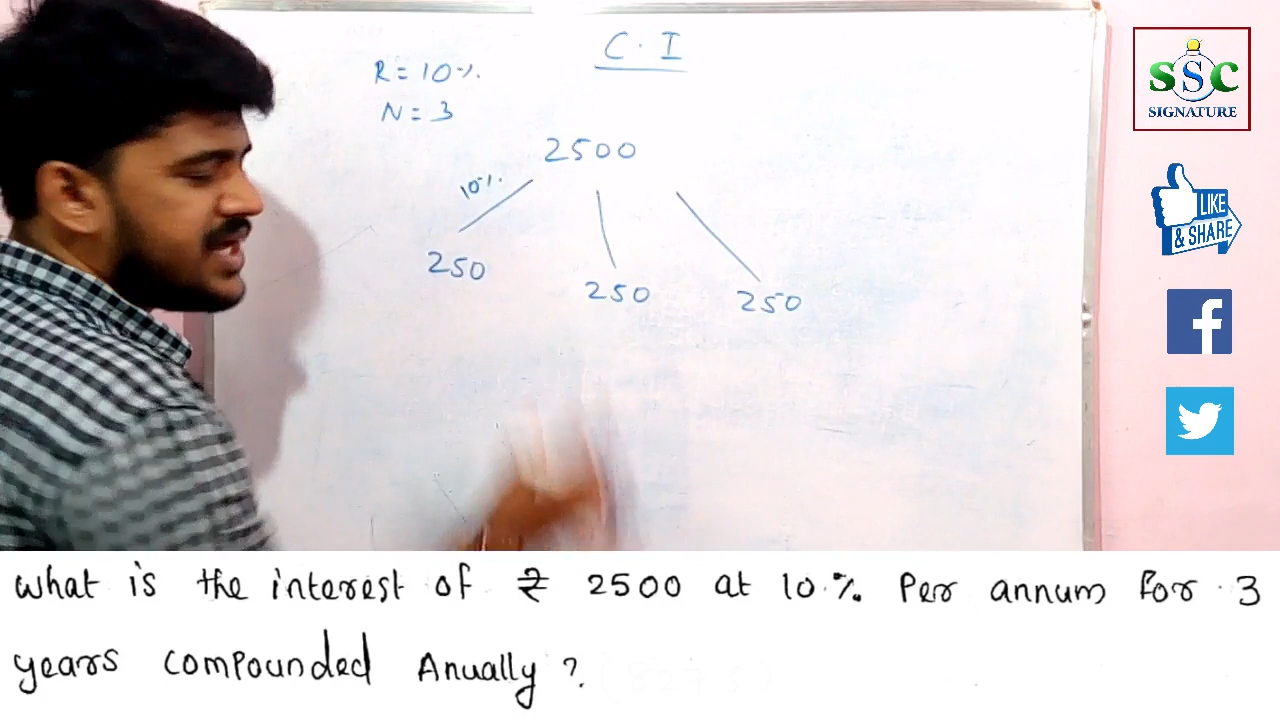 C.I
R = 10%.
N = 3
2500
10%.
250
250
250
SSC
SIGNATURE
LIKE
& SHARE
What is the interest of ₹ 2500 at 10% Per annum for 3
years compounded Anually ?